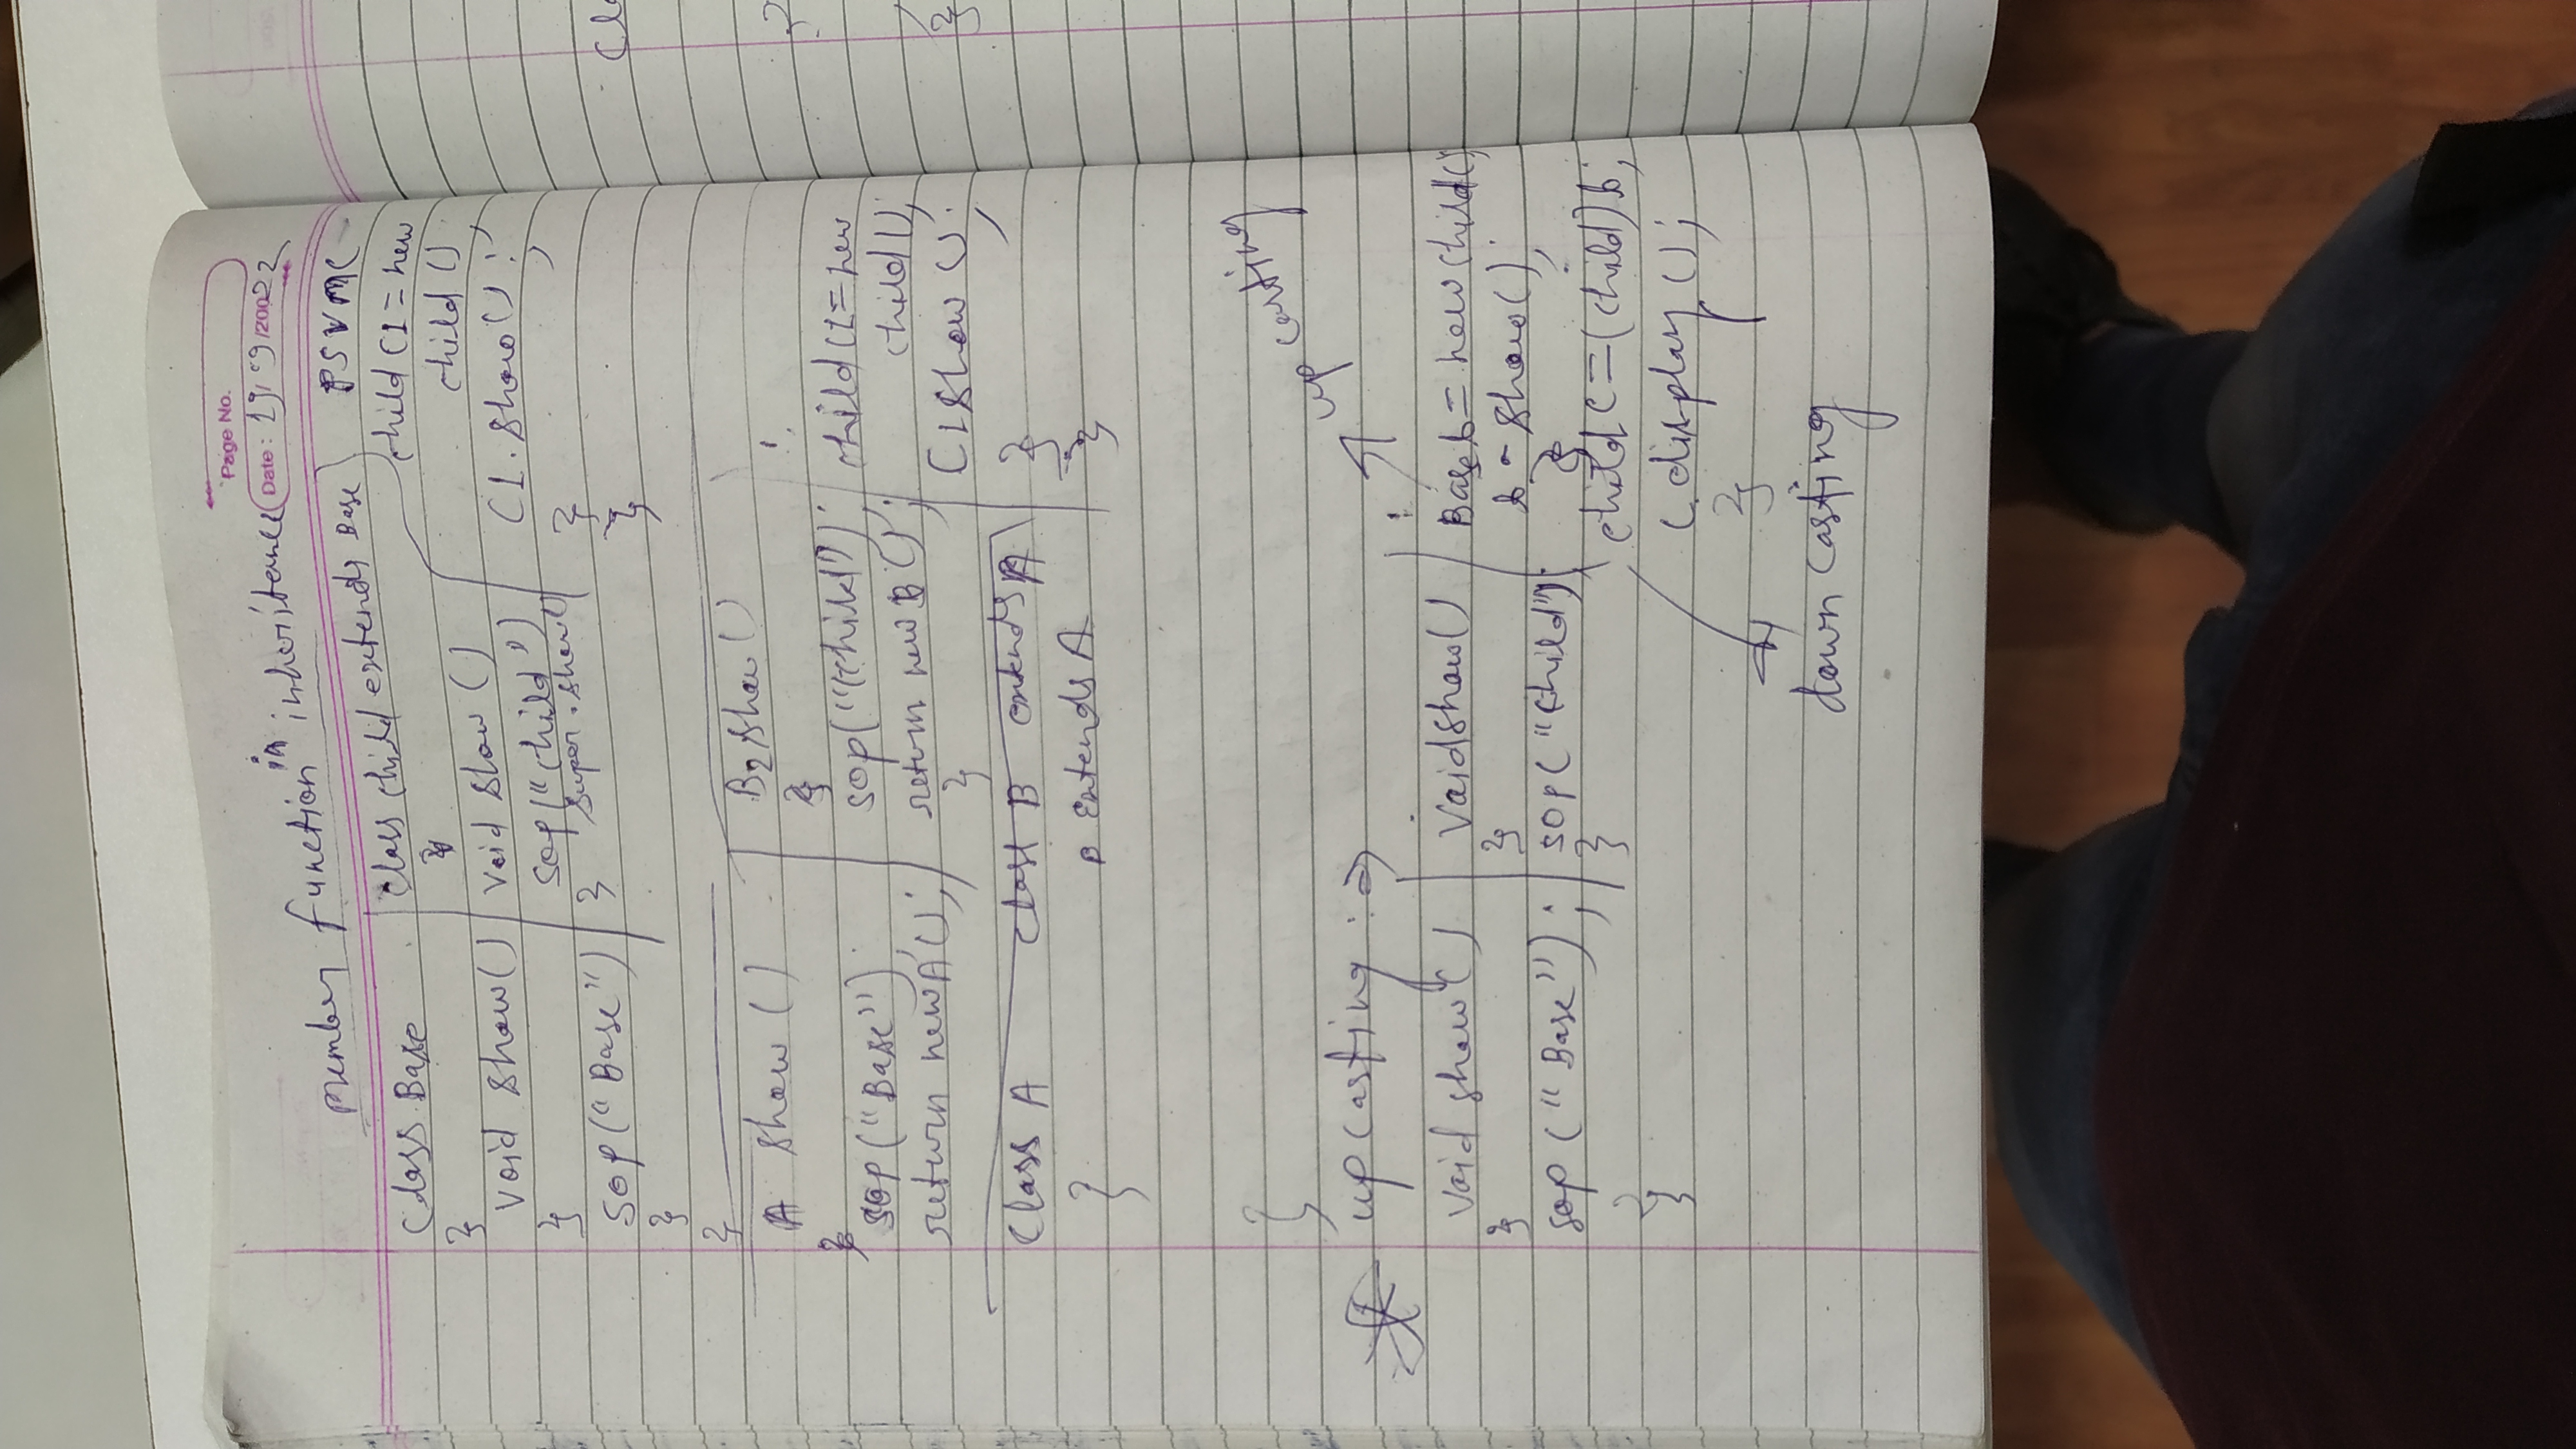 Page No.
Date: 19/09/20022
member function in inheritance
Class Base
}
void show()
}
sop("Base")
}
}
class child extends Base
}
void show()
sop("child")
super.show()
}
PSVMC
child C1 = new
child();
C1.show();
}
}
A show()
}
sop("Base");
return new A();
B2 show()
}
sop("child");
return new B();
}
child C1 = new
child();
C1 show();
}
}
Class A
class B extends A
B extends A
}
}
up casting :⇒
up casting
void show()
}
sop("Base");
}
}
void show()
}
sop("child");
}
Base b = new child();
b - show();
}
child c = (child) b;
c.display();
}
down casting
Cla
}